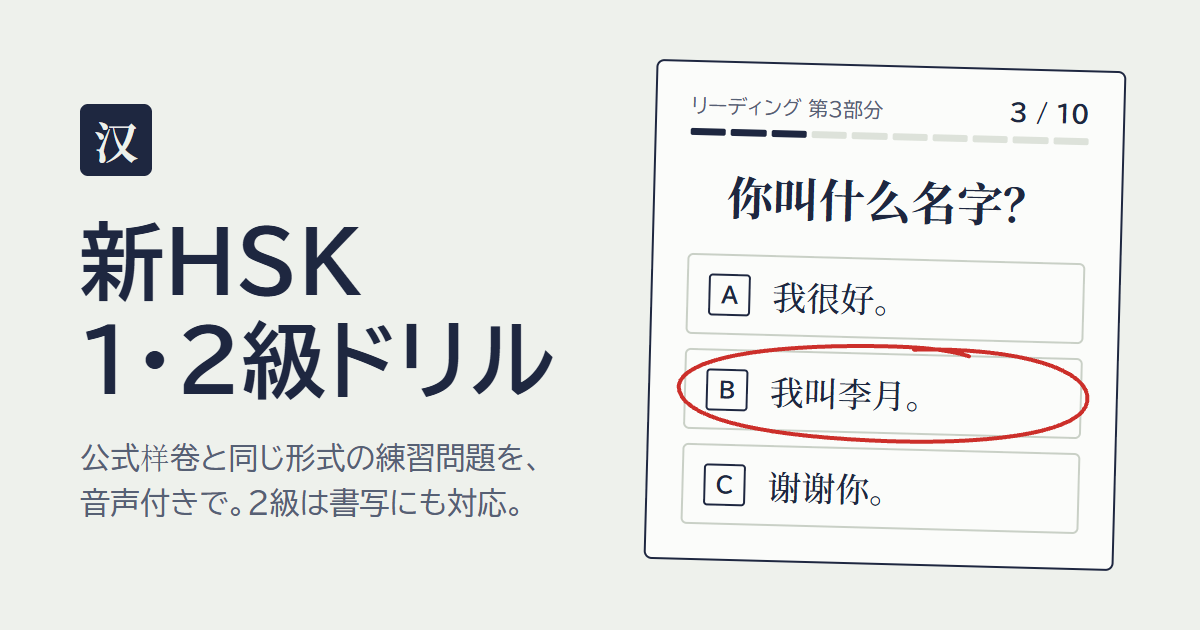 汉
新HSK
1・2級ドリル
公式样卷と同じ形式の練習問題を、
音声付きで。2級は書写にも対応。
リーディング 第3部分
3 / 10
你叫什么名字？
A 我很好。
B 我叫李月。
C 谢谢你。